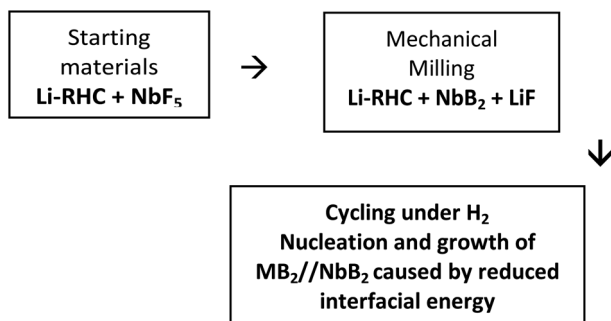 Starting
materials
Li-RHC + NbF₅
→
Mechanical
Milling
Li-RHC + NbB₂ + LiF
↓
Cycling under H₂
Nucleation and growth of
MB₂//NbB₂ caused by reduced
interfacial energy